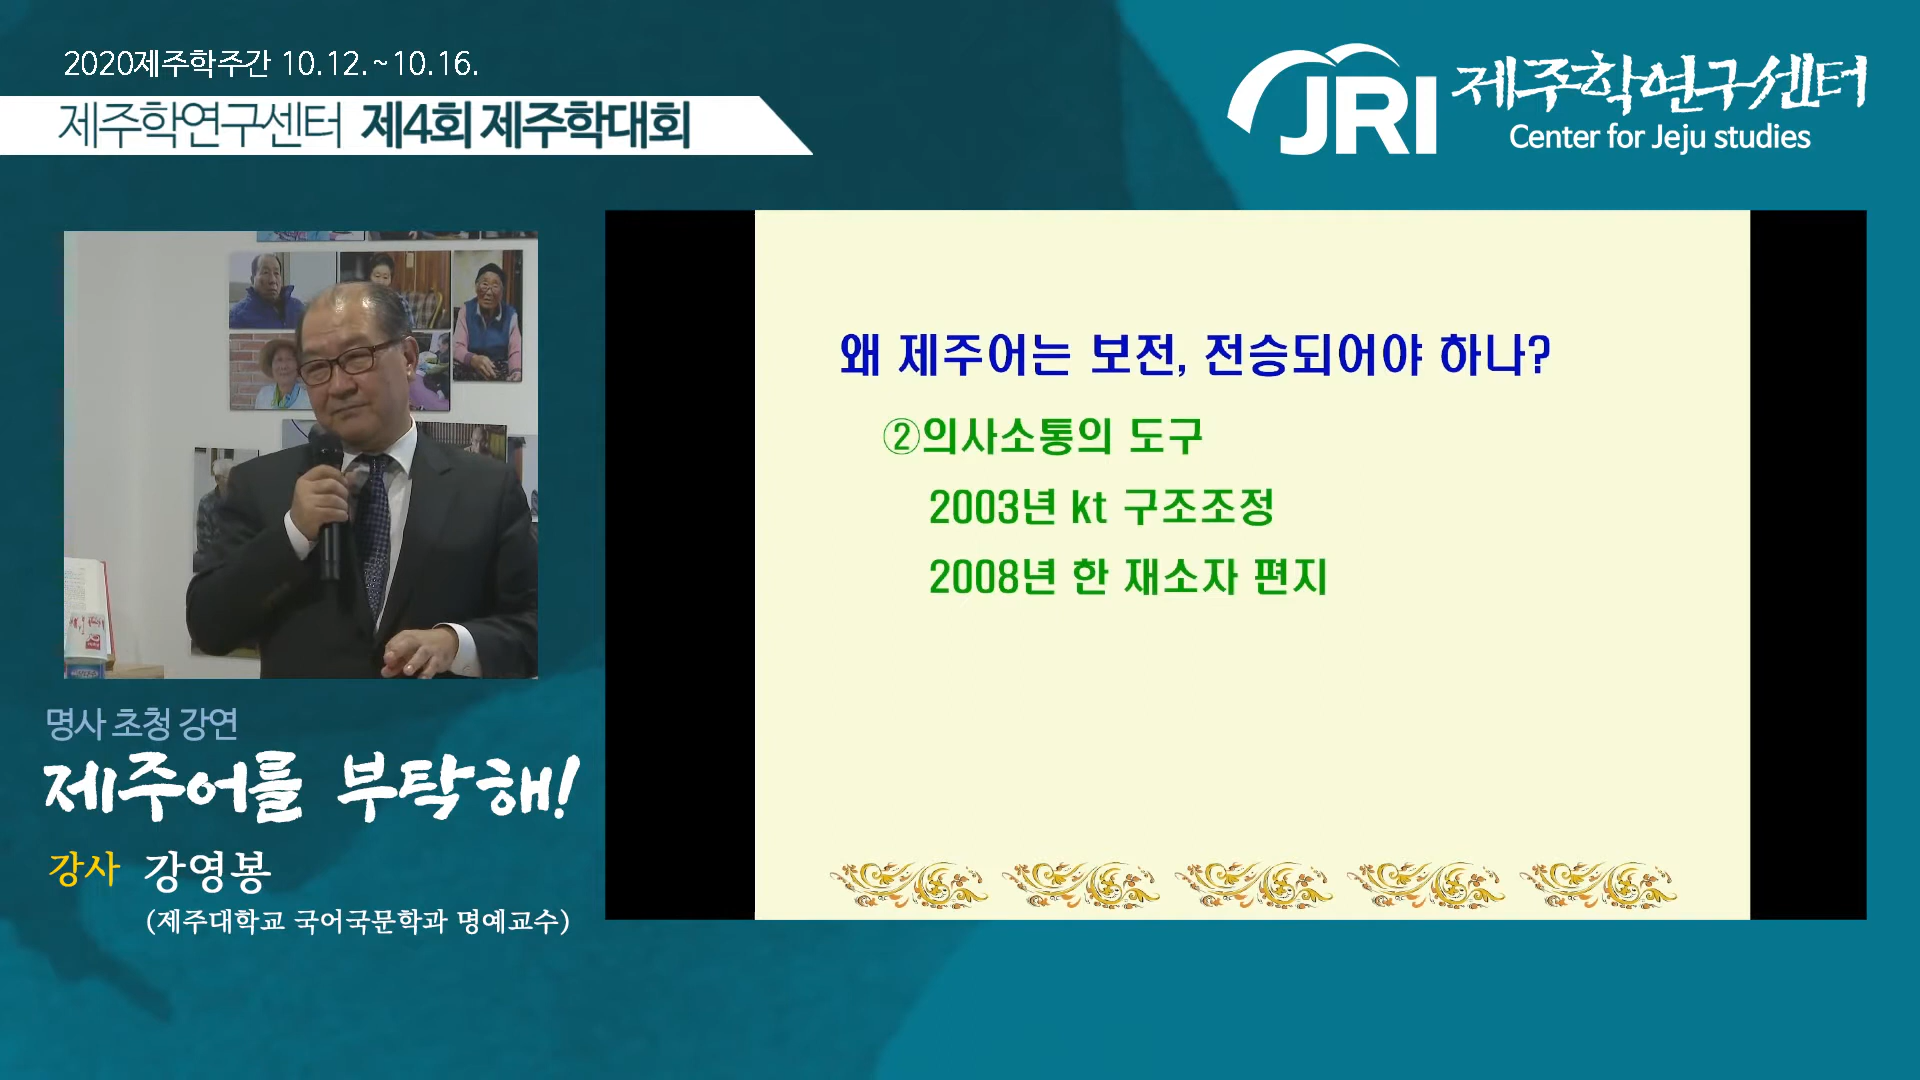 2020제주학주간 10.12.~10.16.
제주학연구센터 제4회 제주학대회
JRI 제주학연구센터
Center for Jeju studies
왜 제주어는 보전, 전승되어야 하나?
②의사소통의 도구
2003년 kt 구조조정
2008년 한 재소자 편지
명사 초청 강연
제주어를 부탁해!
강사 강영봉
(제주대학교 국어국문학과 명예교수)